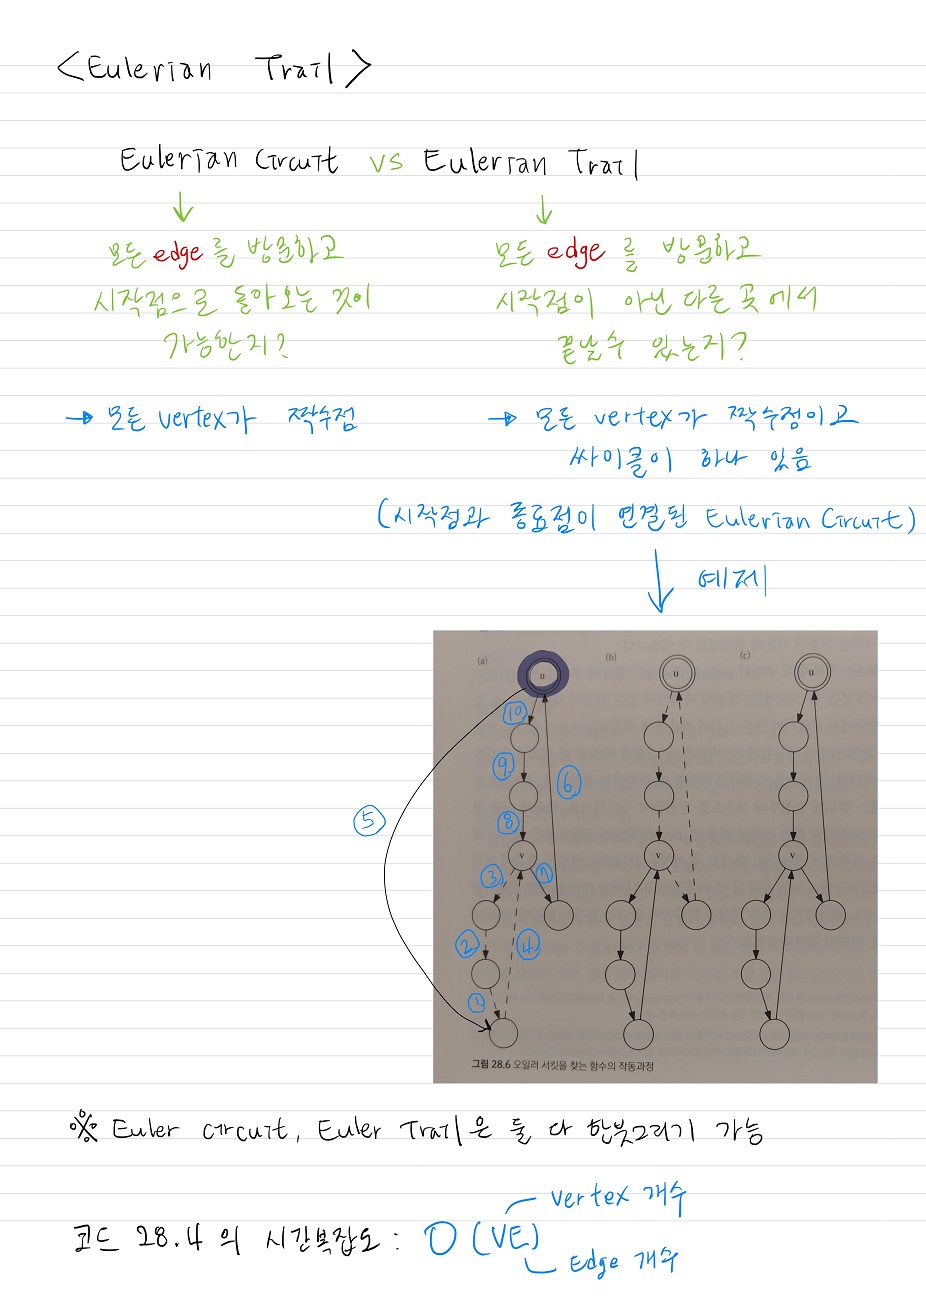 <Eulerian Trail>
Eulerian Circuit vs Eulerian Trail
모든 edge를 방문하고
시작점으로 돌아오는 것이
가능한지?
모든 edge를 방문하고
시작점이 아닌 다른 곳에서
끝날 수 있는지?
→ 모든 vertex가 짝수점
→ 모든 vertex가 짝수점이고
싸이클이 하나 있음
(시작점과 종료점이 연결된 Eulerian Circuit)
예제
(a) (b) (c)
u u u
⑩
⑨ ⑥
⑤ ⑧
v v v
③ ⑦
② ④
①
그림 28.6 오일러 서킷을 찾는 함수의 작동과정
※ Euler circuit, Euler Trail은 둘 다 한붓그리기 가능
vertex 개수
코드 28.4의 시간복잡도 : O(VE)
Edge 개수